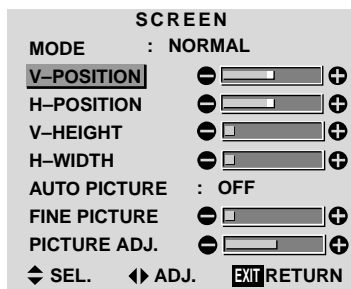 SCREEN
MODE : NORMAL
V–POSITION
H–POSITION
V–HEIGHT
H–WIDTH
AUTO PICTURE : OFF
FINE PICTURE
PICTURE ADJ.
SEL. ADJ. EXIT RETURN